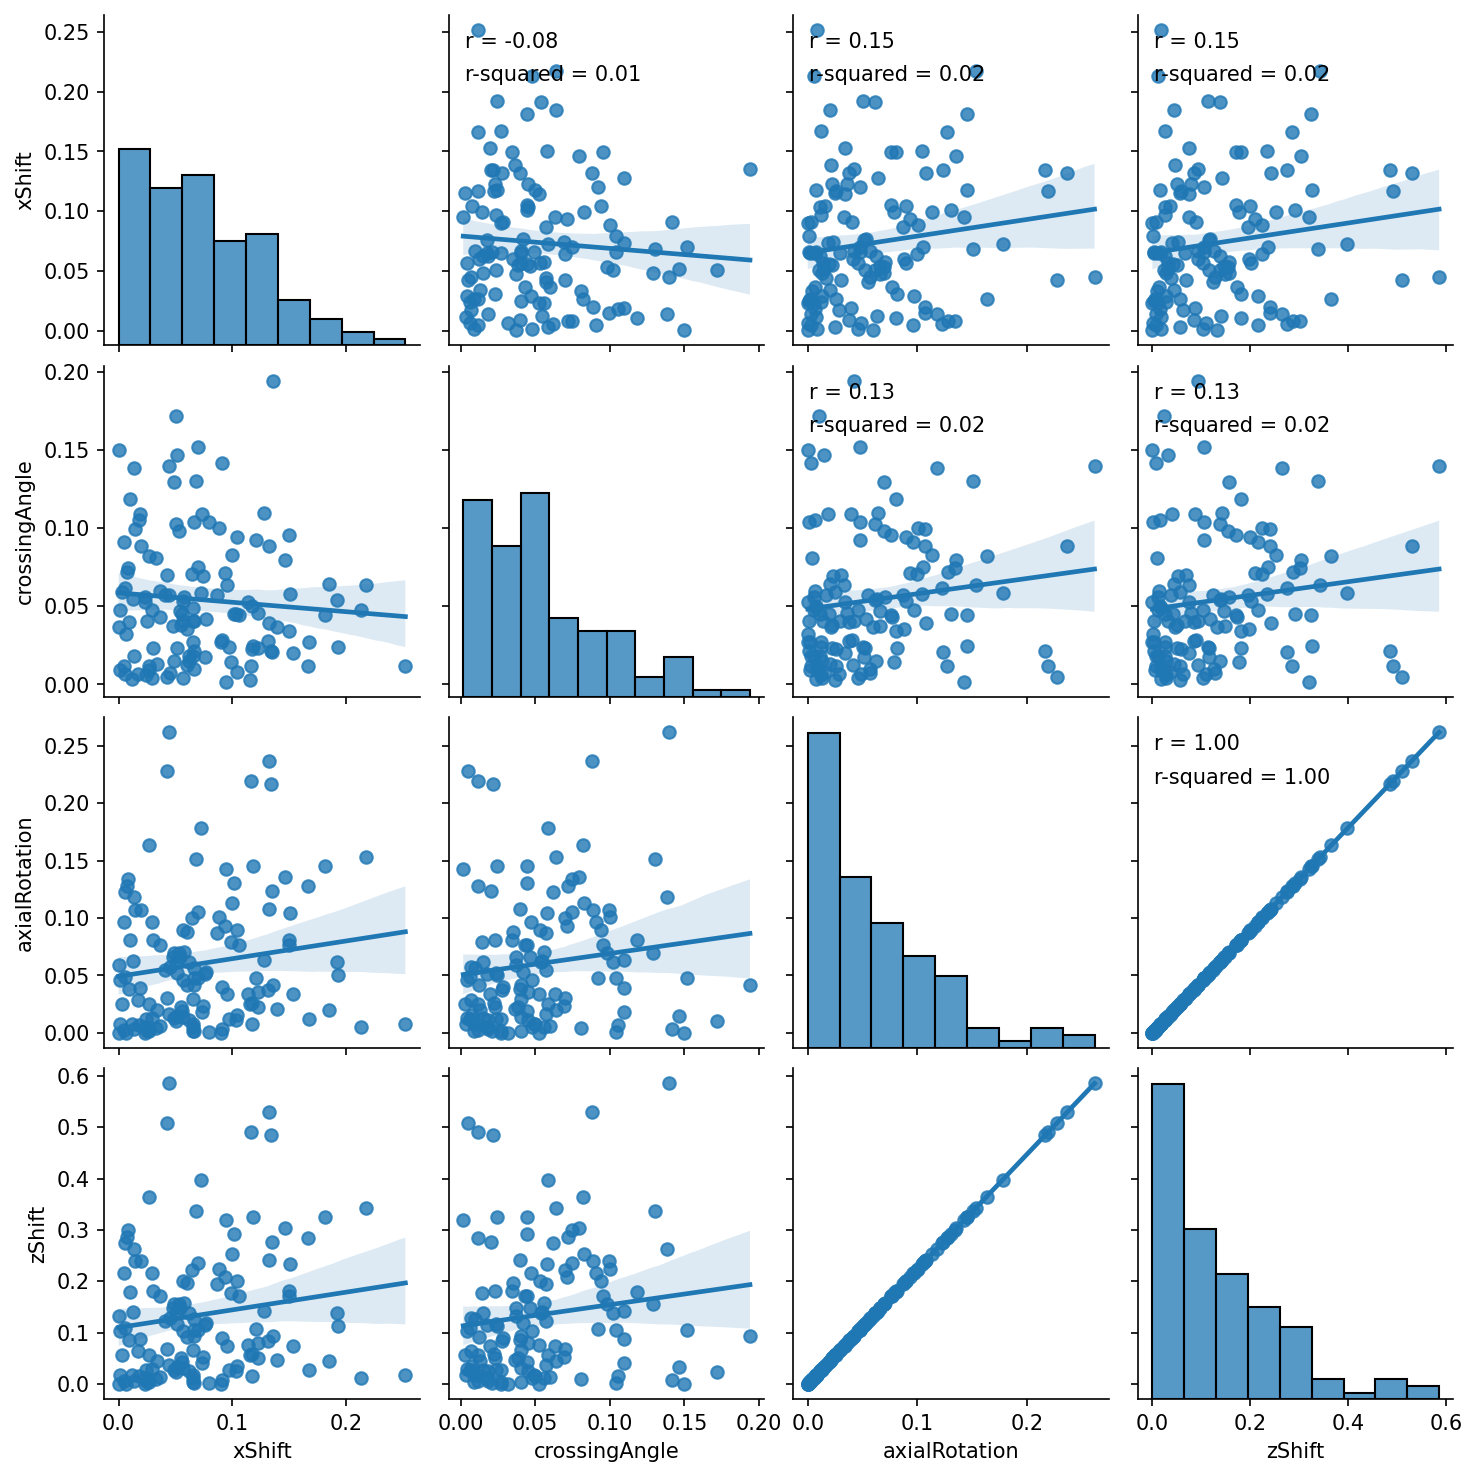 0.25
0.20
0.15
0.10
0.05
0.00
xShift
r = -0.08
r-squared = 0.01
r = 0.15
r-squared = 0.02
r = 0.15
r-squared = 0.02
0.20
0.15
0.10
0.05
0.00
crossingAngle
r = 0.13
r-squared = 0.02
r = 0.13
r-squared = 0.02
0.25
0.20
0.15
0.10
0.05
0.00
axialRotation
r = 1.00
r-squared = 1.00
0.6
0.5
0.4
0.3
0.2
0.1
0.0
zShift
0.0 0.1 0.2
xShift
0.00 0.05 0.10 0.15 0.20
crossingAngle
0.0 0.1 0.2
axialRotation
0.0 0.2 0.4 0.6
zShift